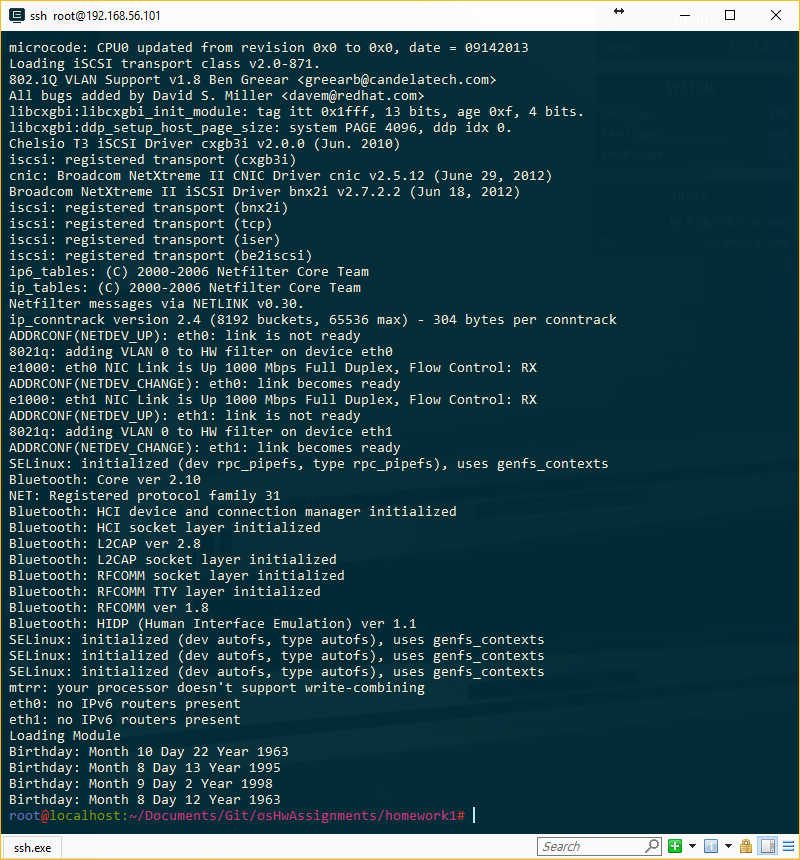 ssh root@192.168.56.101
microcode: CPU0 updated from revision 0x0 to 0x0, date = 09142013
Loading iSCSI transport class v2.0-871.
802.1Q VLAN Support v1.8 Ben Greear <greearb@candelatech.com>
All bugs added by David S. Miller <davem@redhat.com>
libcxgbi:libcxgbi_init_module: tag itt 0x1fff, 13 bits, age 0xf, 4 bits.
libcxgbi:ddp_setup_host_page_size: system PAGE 4096, ddp idx 0.
Chelsio T3 iSCSI Driver cxgb3i v2.0.0 (Jun. 2010)
iscsi: registered transport (cxgb3i)
cnic: Broadcom NetXtreme II CNIC Driver cnic v2.5.12 (June 29, 2012)
Broadcom NetXtreme II iSCSI Driver bnx2i v2.7.2.2 (Jun 18, 2012)
iscsi: registered transport (bnx2i)
iscsi: registered transport (tcp)
iscsi: registered transport (iser)
iscsi: registered transport (be2iscsi)
ip6_tables: (C) 2000-2006 Netfilter Core Team
ip_tables: (C) 2000-2006 Netfilter Core Team
Netfilter messages via NETLINK v0.30.
ip_conntrack version 2.4 (8192 buckets, 65536 max) - 304 bytes per conntrack
ADDRCONF(NETDEV_UP): eth0: link is not ready
8021q: adding VLAN 0 to HW filter on device eth0
e1000: eth0 NIC Link is Up 1000 Mbps Full Duplex, Flow Control: RX
ADDRCONF(NETDEV_CHANGE): eth0: link becomes ready
e1000: eth1 NIC Link is Up 1000 Mbps Full Duplex, Flow Control: RX
ADDRCONF(NETDEV_UP): eth1: link is not ready
8021q: adding VLAN 0 to HW filter on device eth1
ADDRCONF(NETDEV_CHANGE): eth1: link becomes ready
SELinux: initialized (dev rpc_pipefs, type rpc_pipefs), uses genfs_contexts
Bluetooth: Core ver 2.10
NET: Registered protocol family 31
Bluetooth: HCI device and connection manager initialized
Bluetooth: HCI socket layer initialized
Bluetooth: L2CAP ver 2.8
Bluetooth: L2CAP socket layer initialized
Bluetooth: RFCOMM socket layer initialized
Bluetooth: RFCOMM TTY layer initialized
Bluetooth: RFCOMM ver 1.8
Bluetooth: HIDP (Human Interface Emulation) ver 1.1
SELinux: initialized (dev autofs, type autofs), uses genfs_contexts
SELinux: initialized (dev autofs, type autofs), uses genfs_contexts
SELinux: initialized (dev autofs, type autofs), uses genfs_contexts
mtrr: your processor doesn't support write-combining
eth0: no IPv6 routers present
eth1: no IPv6 routers present
Loading Module
Birthday: Month 10 Day 22 Year 1963
Birthday: Month 8 Day 13 Year 1995
Birthday: Month 9 Day 2 Year 1998
Birthday: Month 8 Day 12 Year 1963
root@localhost:~/Documents/Git/osHwAssignments/homework1#
ssh.exe
Search